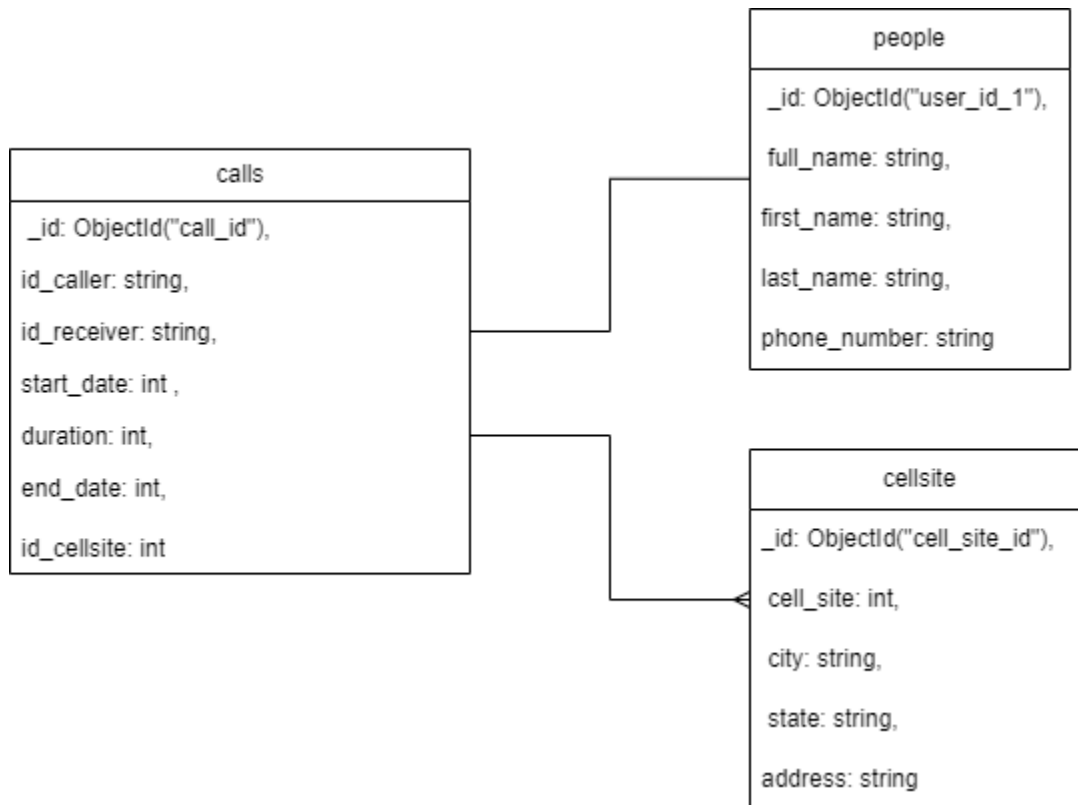 people
_id: ObjectId("user_id_1"),
full_name: string,
first_name: string,
last_name: string,
phone_number: string
calls
_id: ObjectId("call_id"),
id_caller: string,
id_receiver: string,
start_date: int ,
duration: int,
end_date: int,
id_cellsite: int
cellsite
_id: ObjectId("cell_site_id"),
cell_site: int,
city: string,
state: string,
address: string